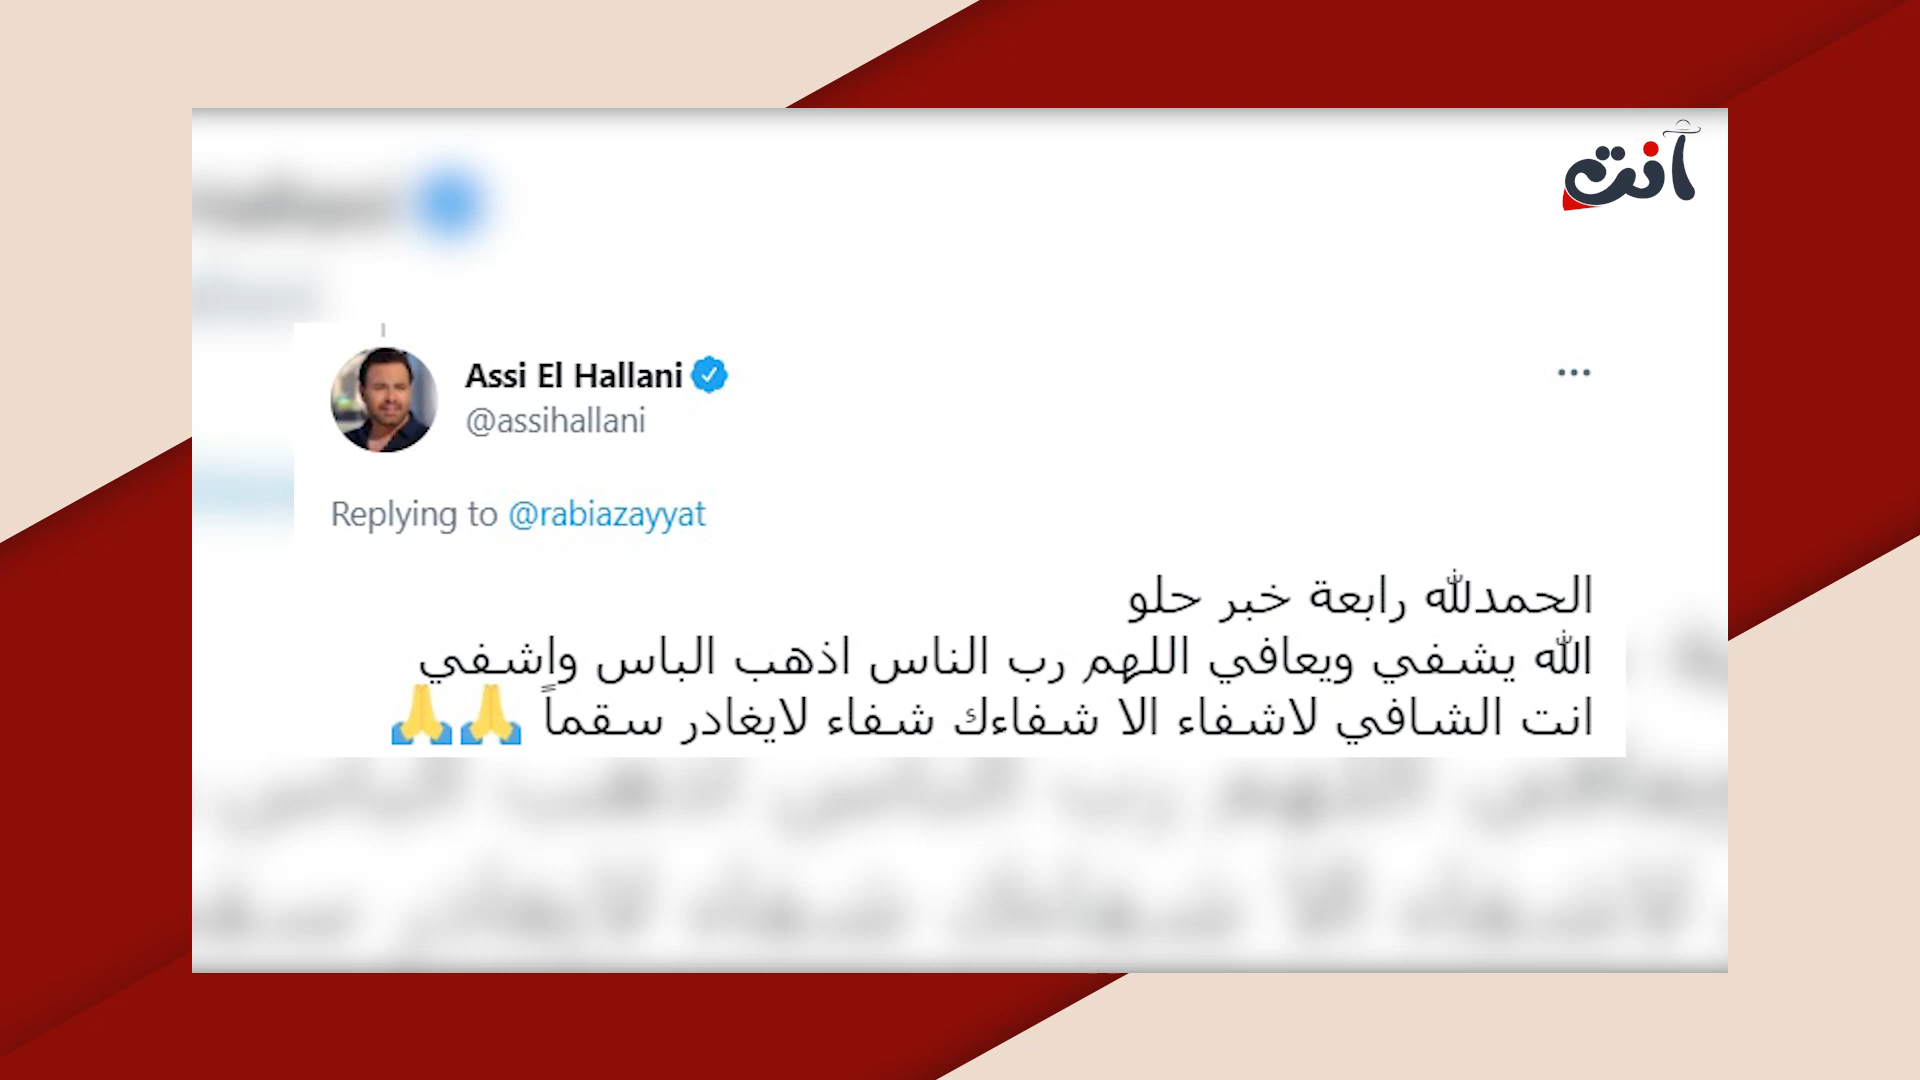 آنت
Assi El Hallani
@assihallani
Replying to @rabiazayyat
الحمدلله رابعة خبر حلو
الله يشفي ويعافي اللهم رب الناس اذهب الباس واشفي
انت الشافي لاشفاء الا شفاءك شفاء لايغادر سقماً 🙏🙏